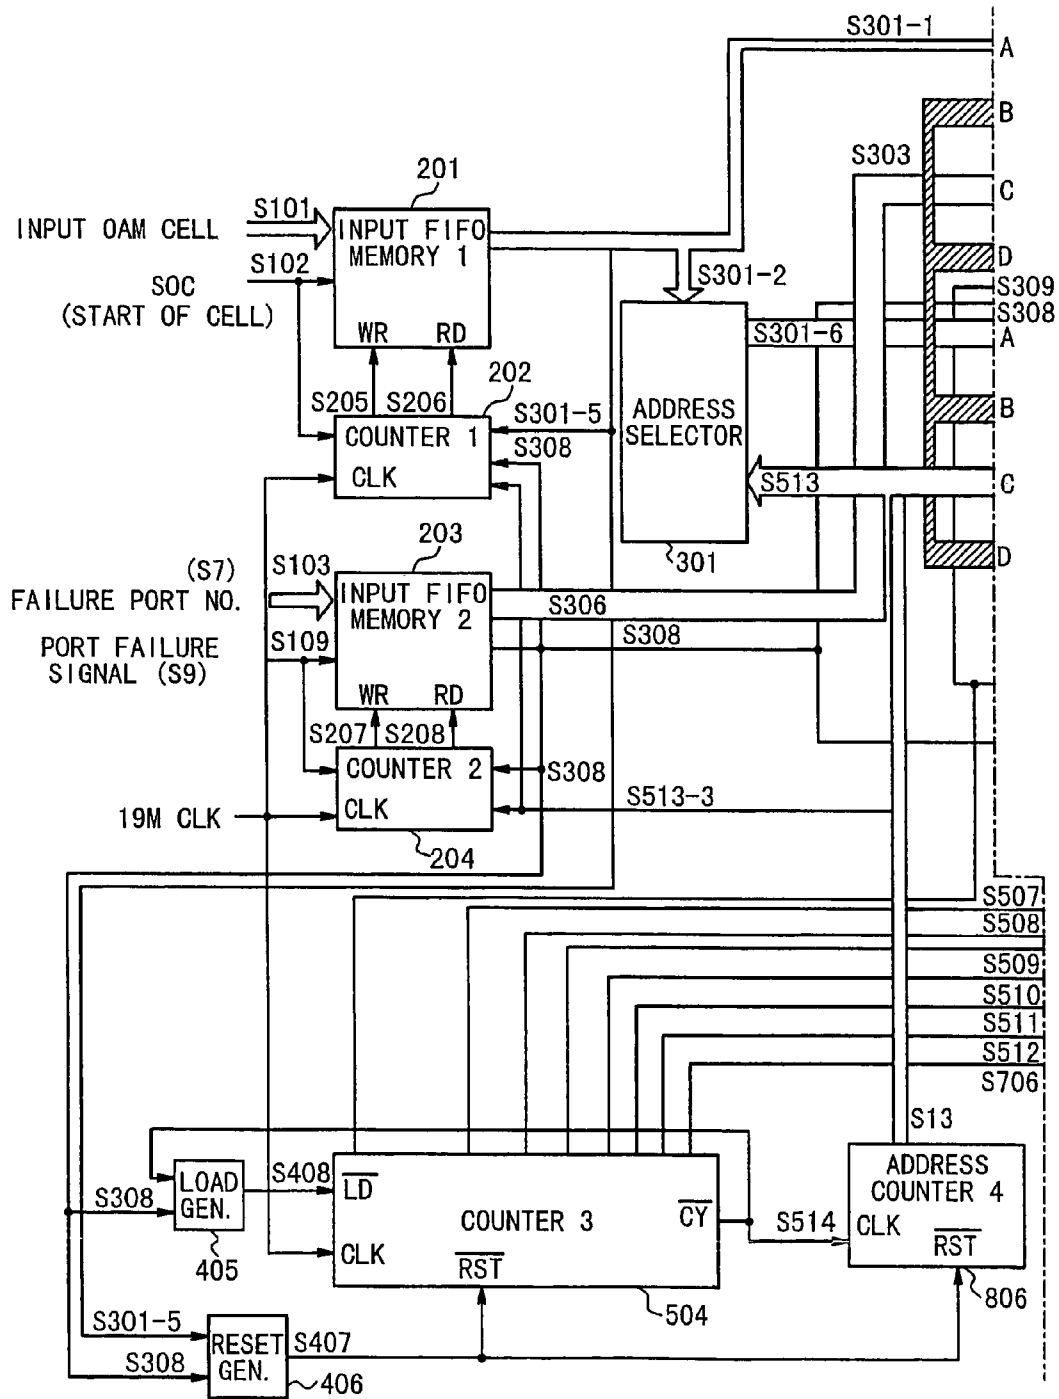 S301-1
A
B
S303
C
201
S101
INPUT OAM CELL
INPUT FIFO
MEMORY 1
S102
SOC
(START OF CELL)
S301-2
D
S309
S308
S301-6
A
WR
RD
202
S205
S206
S301-5
COUNTER 1
S308
CLK
ADDRESS
SELECTOR
B
S513
C
301
203
(S7)
S103
FAILURE PORT NO.
INPUT FIFO
MEMORY 2
D
S306
S308
PORT FAILURE
SIGNAL (S9)
S109
WR
RD
S207
S208
COUNTER 2
S308
CLK
S513-3
19M CLK
204
S507
S508
S509
S510
S511
S512
S706
S13
LOAD
GEN.
S408
S308
LD
COUNTER 3
CY
CLK
RST
S514
ADDRESS
COUNTER 4
CLK
RST
405
504
806
S301-5
S308
RESET
GEN.
S407
406